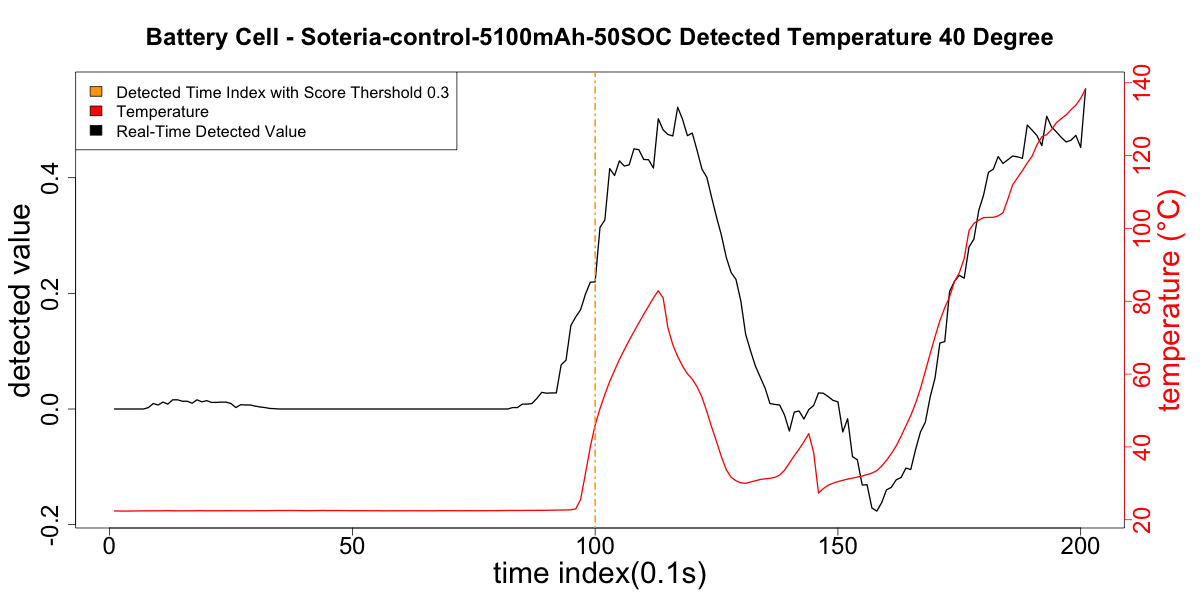 Battery Cell - Soteria-control-5100mAh-50SOC Detected Temperature 40 Degree
Detected Time Index with Score Thershold 0.3
Temperature
Real-Time Detected Value
detected value
0.4
0.2
0.0
-0.2
140
120
100
80
60
40
20
temperature (°C)
0 50 100 150 200
time index(0.1s)